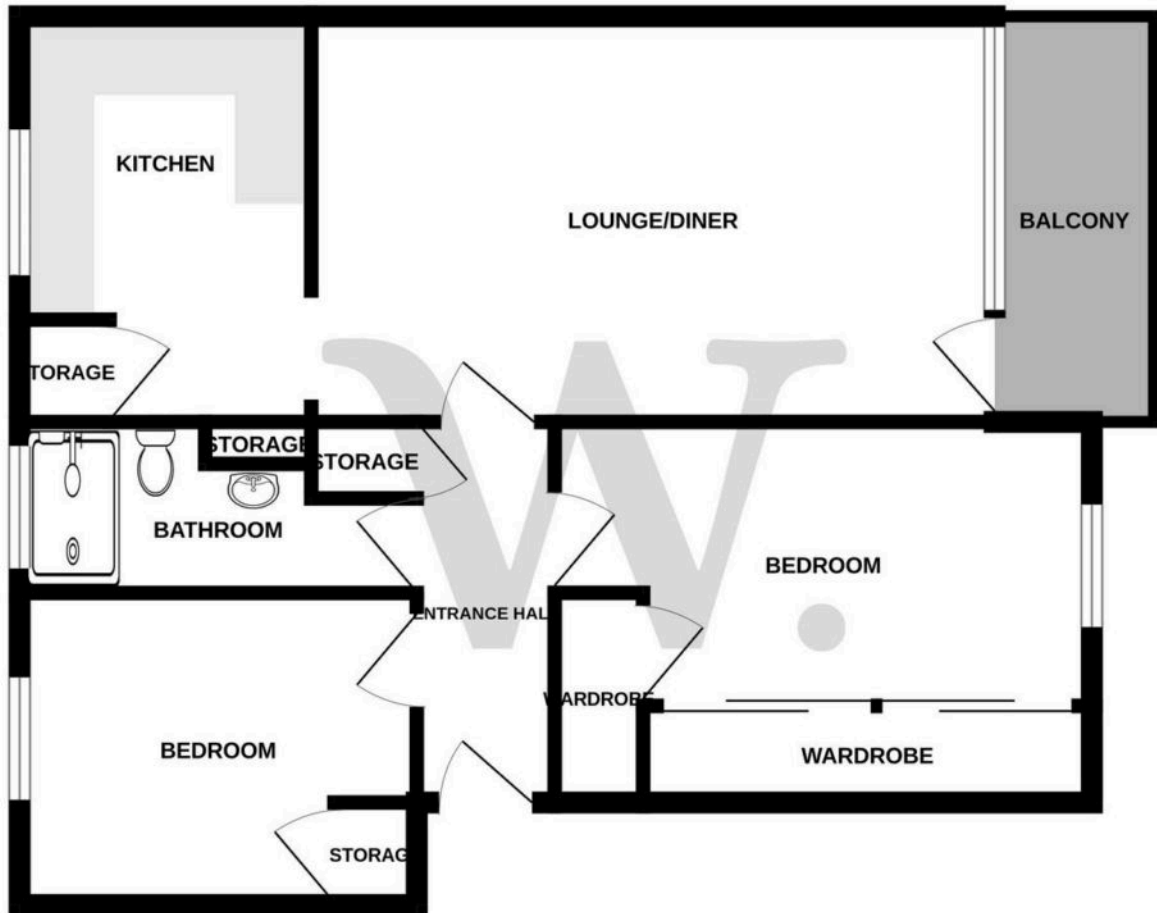 KITCHEN
LOUNGE/DINER
BALCONY
TORAGE
STORAGE
STORAGE
BATHROOM
BEDROOM
ENTRANCE HAL
WARDROBE
BEDROOM
WARDROBE
STORAG
W.